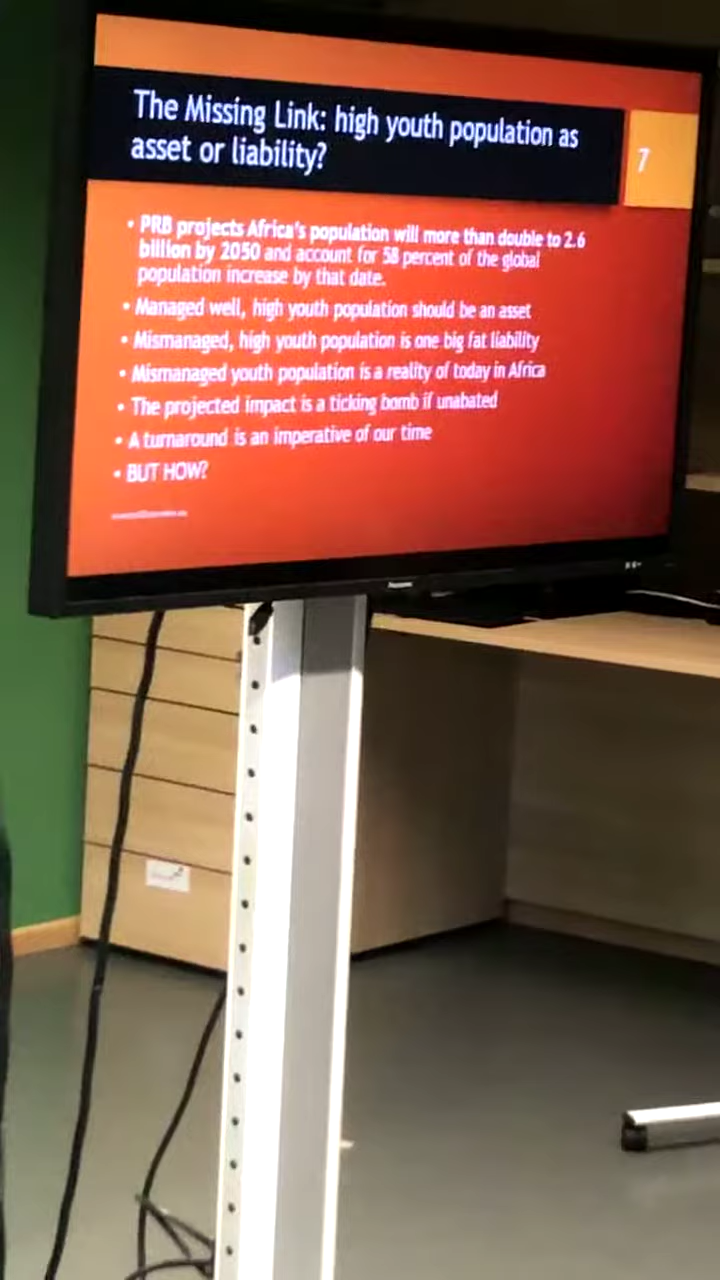 The Missing Link: high youth population as
asset or liability?
7
• PRB projects Africa's population will more than double to 2.6
billion by 2050 and account for 58 percent of the global
population increase by that date.
• Managed well, high youth population should be an asset
• Mismanaged, high youth population is one big fat liability
• Mismanaged youth population is a reality of today in Africa
• The projected impact is a ticking bomb if unabated
• A turnaround is an imperative of our time
• BUT HOW?
Panasonic